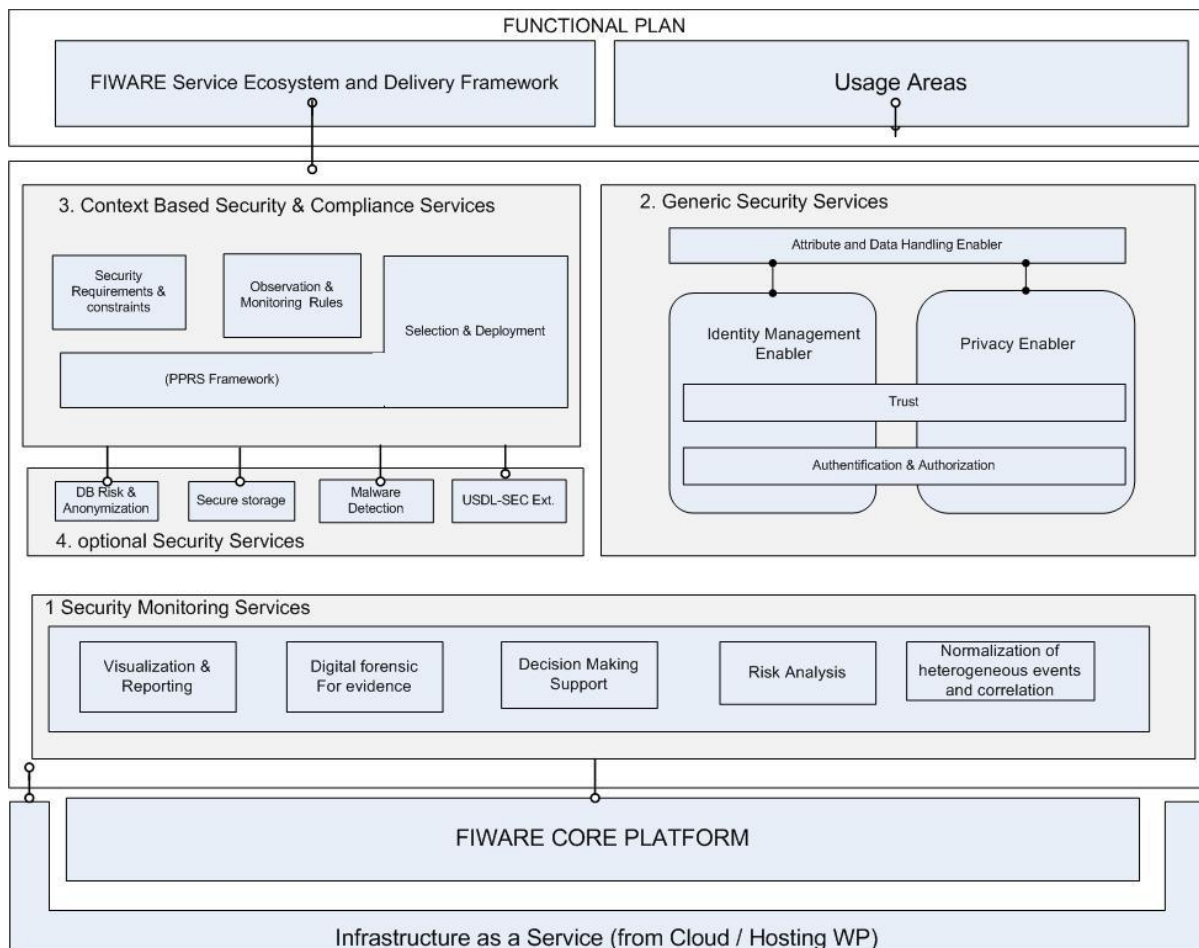 FUNCTIONAL PLAN
FIWARE Service Ecosystem and Delivery Framework
Usage Areas
3. Context Based Security & Compliance Services
Security
Requirements &
constraints
Observation &
Monitoring Rules
Selection & Deployment
(PPRS Framework)
2. Generic Security Services
Attribute and Data Handling Enabler
Identity Management
Enabler
Privacy Enabler
Trust
Authentification & Authorization
DB Risk &
Anonymization
Secure storage
Malware
Detection
USDL-SEC Ext.
4. optional Security Services
1 Security Monitoring Services
Visualization &
Reporting
Digital forensic
For evidence
Decision Making
Support
Risk Analysis
Normalization of
heterogeneous events
and correlation
FIWARE CORE PLATFORM
Infrastructure as a Service (from Cloud / Hosting WP)